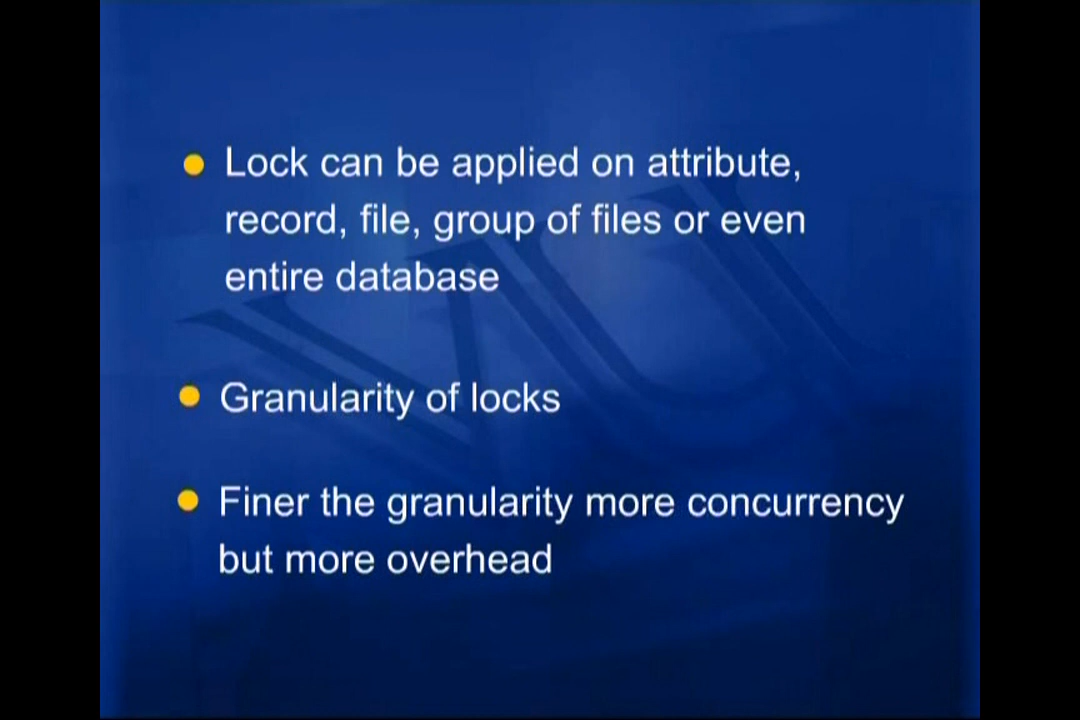 Lock can be applied on attribute,
record, file, group of files or even
entire database
Granularity of locks
Finer the granularity more concurrency
but more overhead
VU